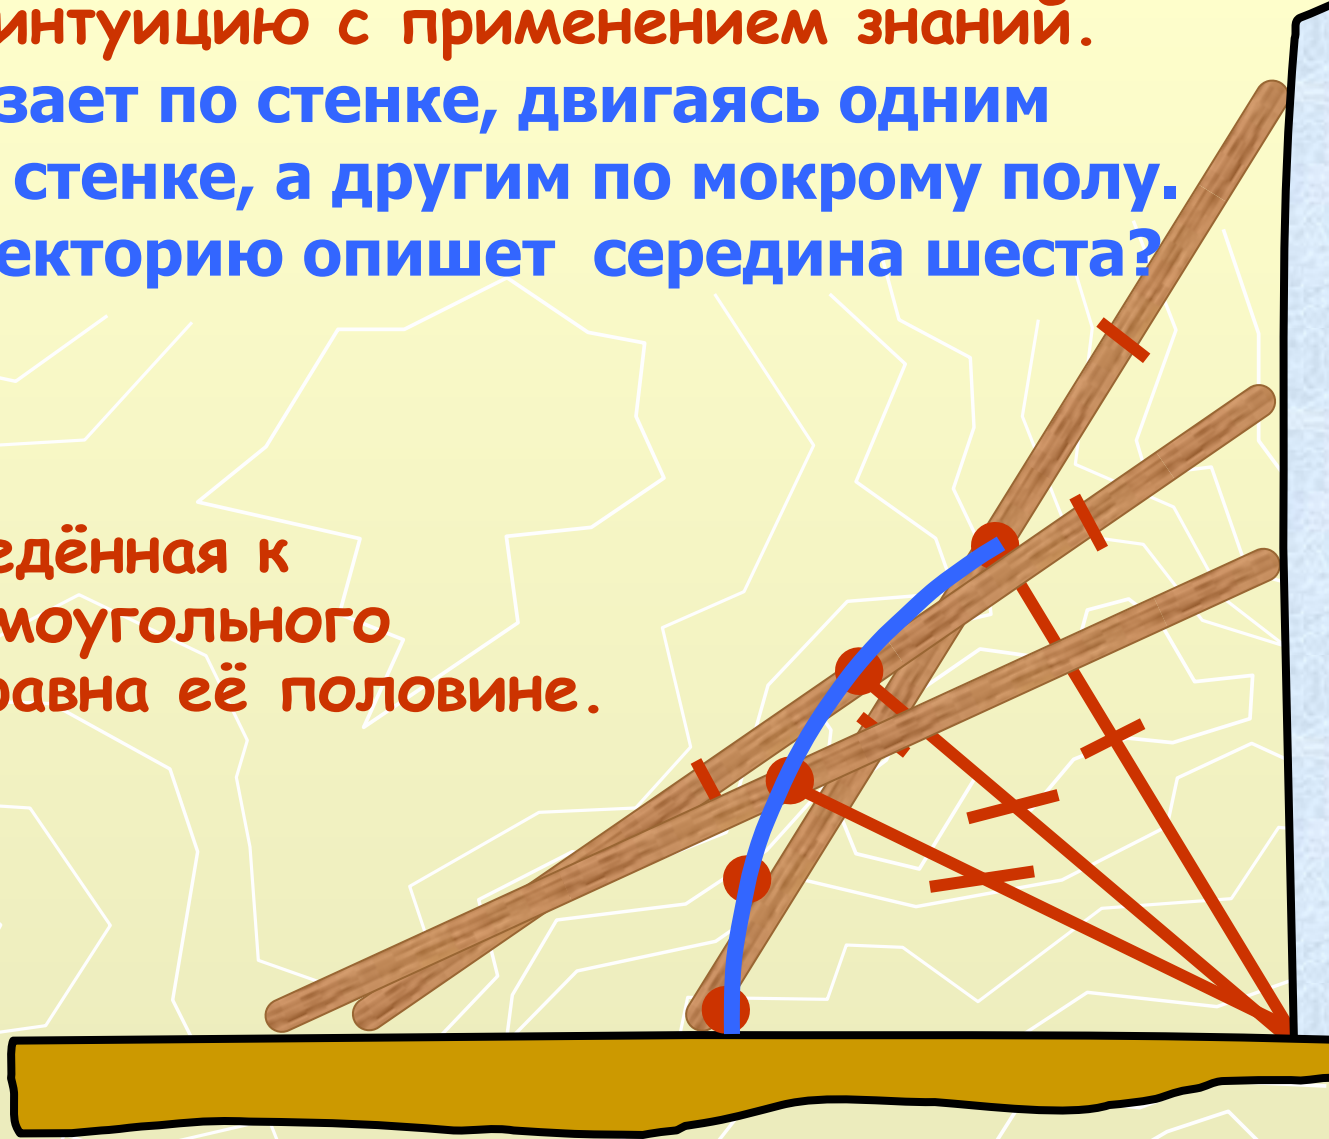 интуицию с применением знаний.
зает по стенке, двигаясь одним
стенке, а другим по мокрому полу.
екторию опишет середина шеста?
едённая к
моугольного
равна её половине.